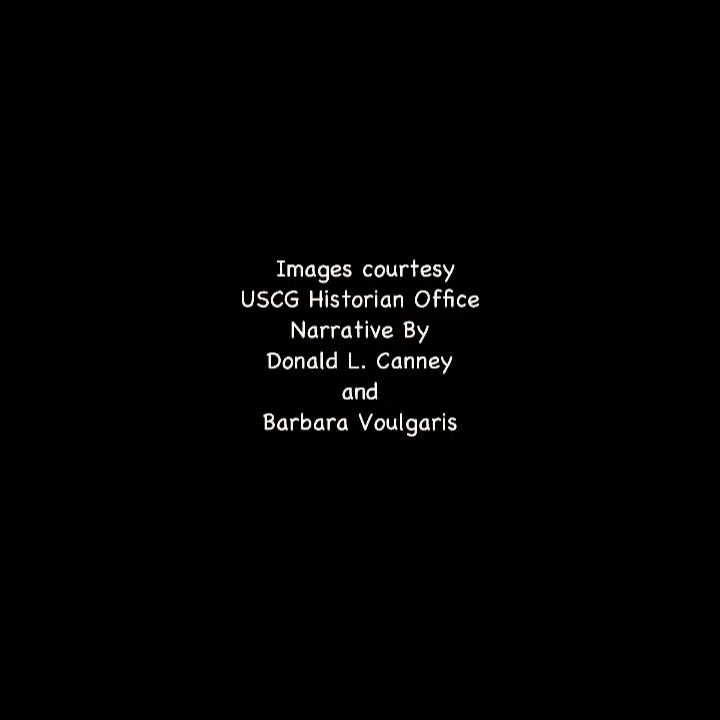 Images courtesy
USCG Historian Office
Narrative By
Donald L. Canney
and
Barbara Voulgaris